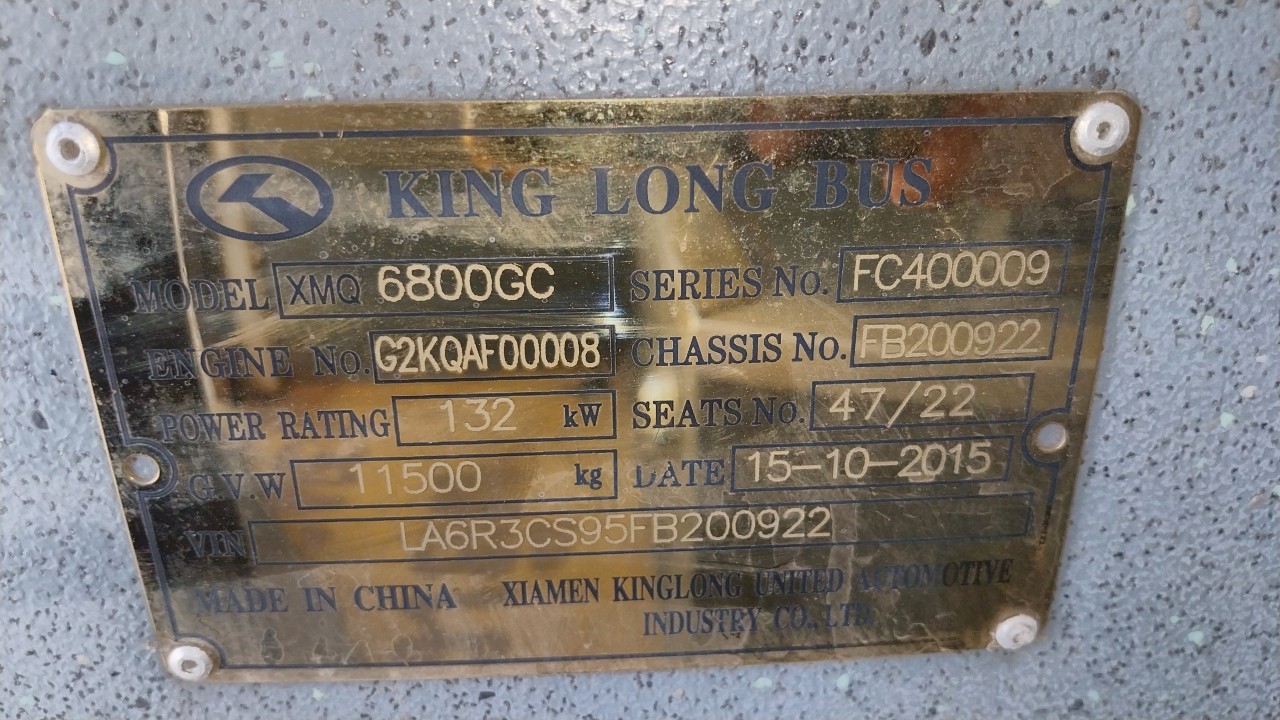 KING LONG BUS
MODEL XMQ 6800GC SERIES No. FC400009
ENGINE No. G2KQAF00008 CHASSIS No. FB200922
POWER RATING 132 kW SEATS No. 47/22
G.V.W 11500 kg DATE 15-10-2015
VIN LA6R3CS95FB200922
MADE IN CHINA XIAMEN KINGLONG UNITED AUTOMOTIVE
INDUSTRY CO., LTD.